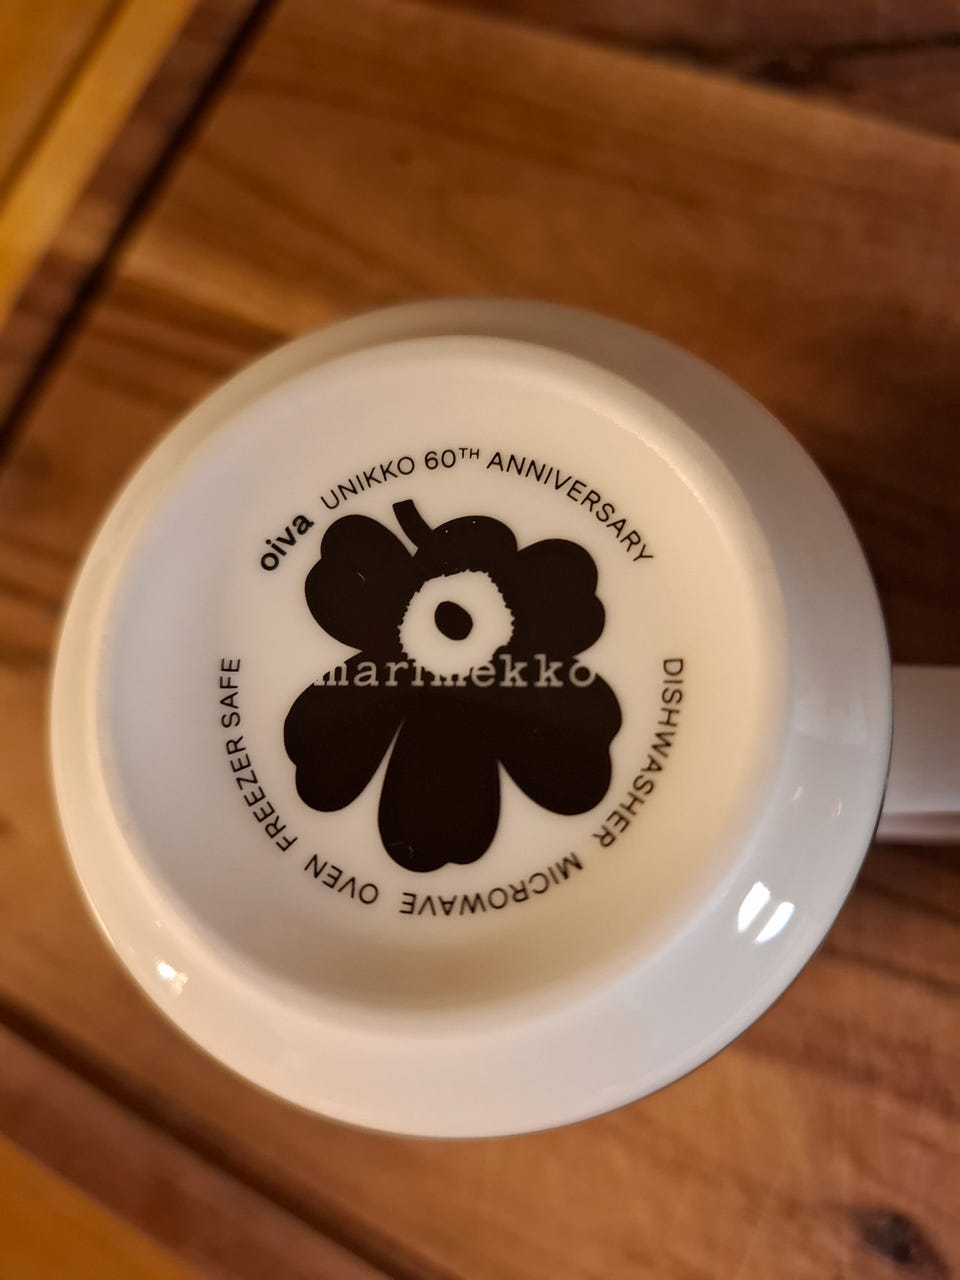 oiva UNIKKO 60TH ANNIVERSARY
marimekko
DISHWASHER MICROWAVE OVEN FREEZER SAFE